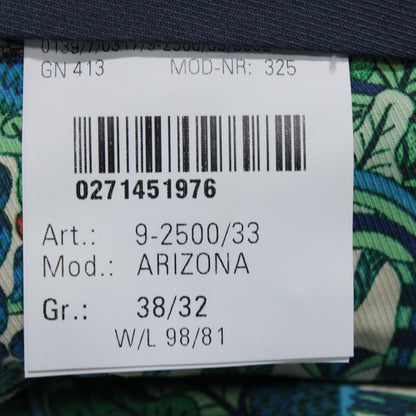 GN 413 MOD-NR: 325
0271451976
Art.: 9-2500/33
Mod.: ARIZONA
Gr.: 38/32
W/L 98/81